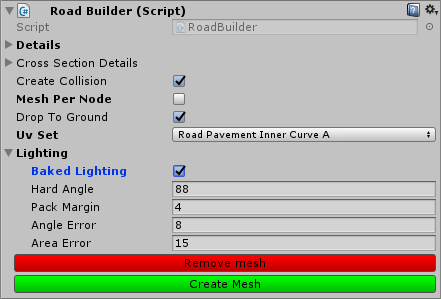 Road Builder (Script)
Script RoadBuilder
Details
Cross Section Details
Create Collision
Mesh Per Node
Drop To Ground
Uv Set Road Pavement Inner Curve A
Lighting
Baked Lighting
Hard Angle 88
Pack Margin 4
Angle Error 8
Area Error 15
Remove mesh
Create Mesh